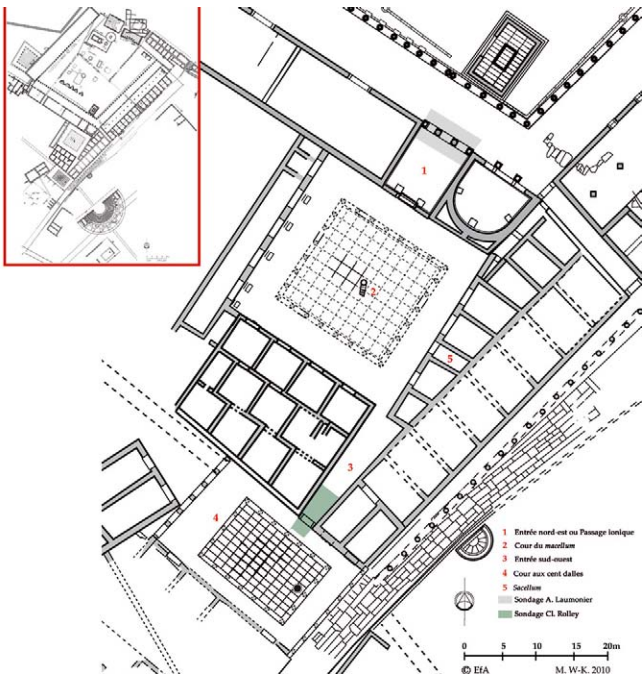 1
2
5
3
4
1 Entrée nord-est ou Passage ionique
2 Cour du macellum
3 Entrée sud-ouest
4 Cour aux cent dalles
5 Sacellum
Sondage A. Laumonier
Sondage Cl. Rolley
0 5 10 15 20m
© EfA M. W-K. 2010